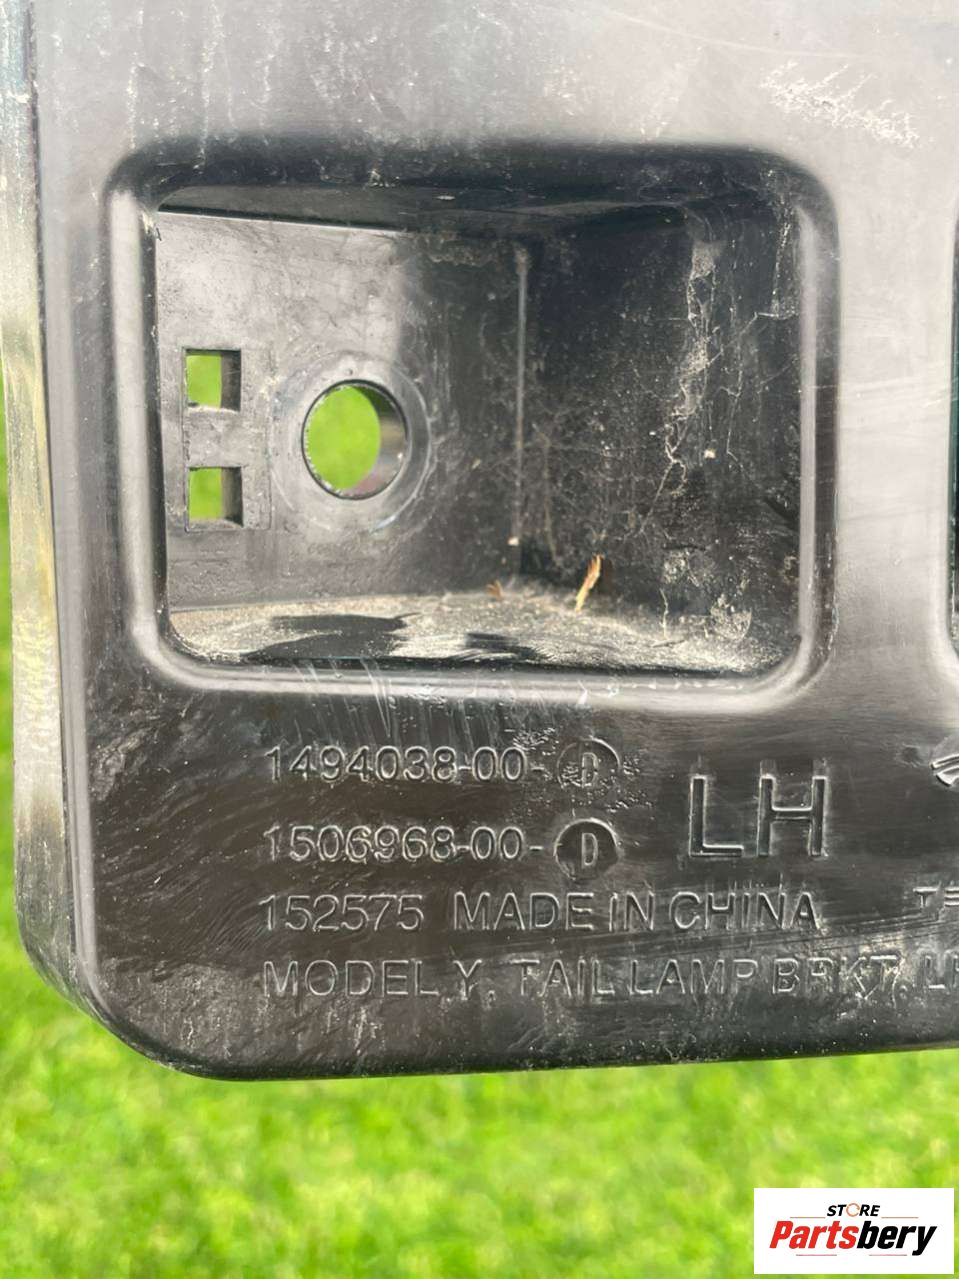 1494038-00-D
1506968-00-D
LH
152575 MADE IN CHINA
MODEL Y, TAIL LAMP BRKT, LH
STORE
Partsbery